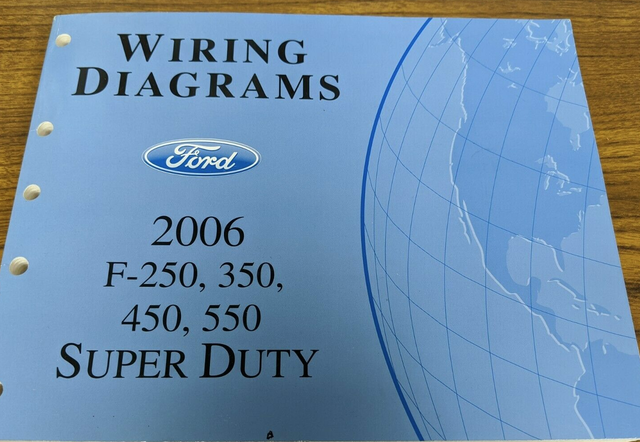 WIRING
DIAGRAMS
Ford
2006
F-250, 350,
450, 550
SUPER DUTY